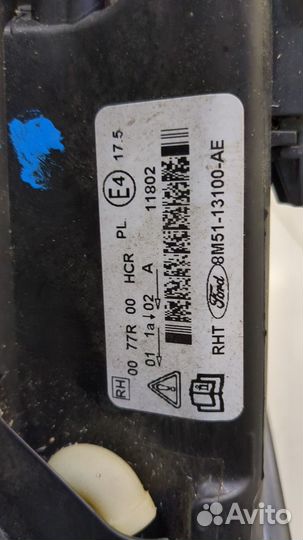 RH 00 77R 00 HCR PL E4 17.5
01 1a↓02 A 11802
RHT Ford 8M51-13100-AE
Avito